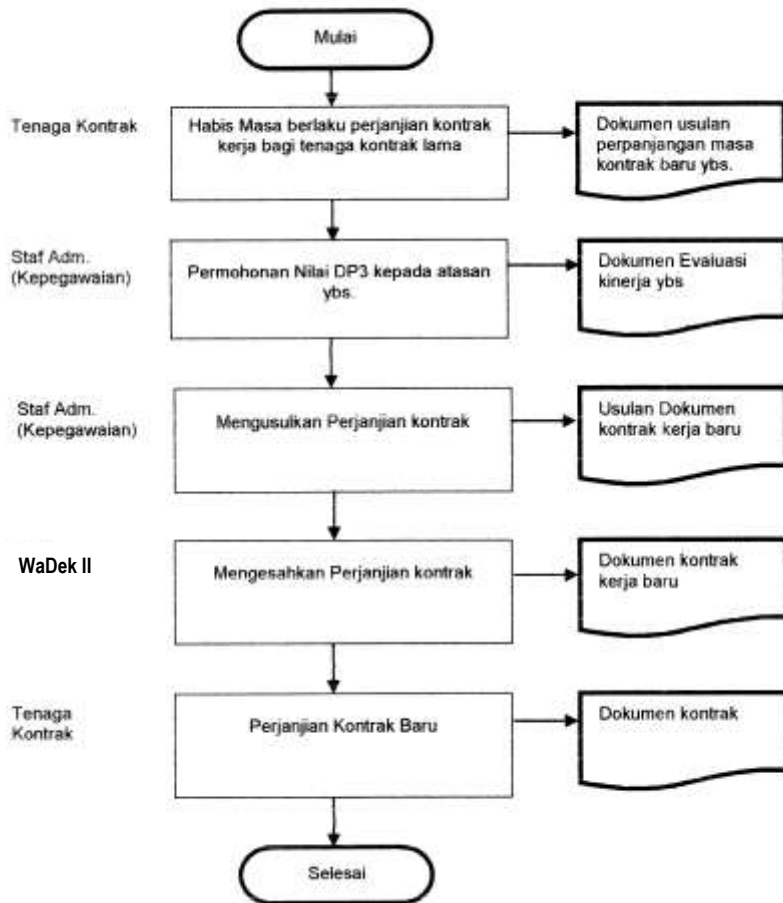 Mulai
Tenaga Kontrak
Habis Masa berlaku perjanjian kontrak
kerja bagi tenaga kontrak lama
Dokumen usulan
perpanjangan masa
kontrak baru ybs.
Staf Adm.
(Kepegawaian)
Permohonan Nilai DP3 kepada atasan
ybs.
Dokumen Evaluasi
kinerja ybs
Staf Adm.
(Kepegawaian)
Mengusulkan Perjanjian kontrak
Usulan Dokumen
kontrak kerja baru
WaDek II
Mengesahkan Perjanjian kontrak
Dokumen kontrak
kerja baru
Tenaga
Kontrak
Perjanjian Kontrak Baru
Dokumen kontrak
Selesai